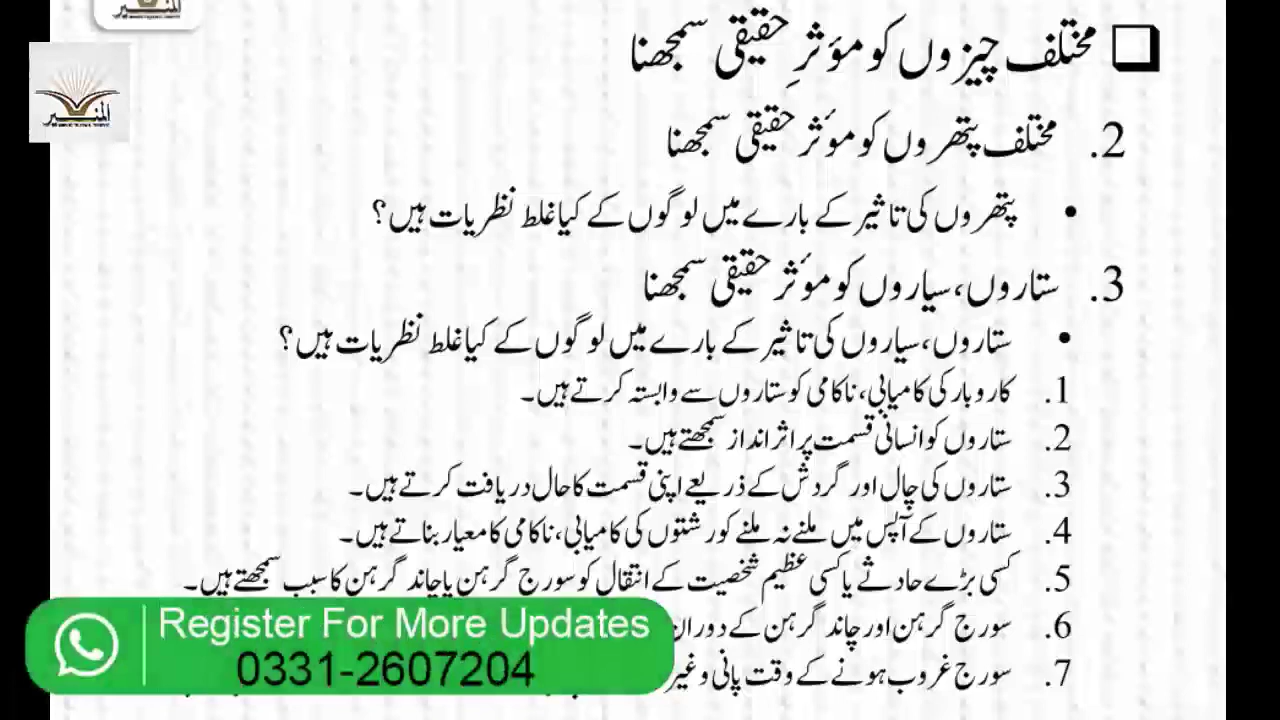 ❑ مختلف چیزوں کو مؤثرِ حقیقی سمجھنا
2. مختلف پتھروں کو موٴثر حقیقی سمجھنا
• پتھروں کی تاثیر کے بارے میں لوگوں کے کیا غلط نظریات ہیں؟
3. ستاروں، سیاروں کو موٴثر حقیقی سمجھنا
• ستاروں، سیاروں کی تاثیر کے بارے میں لوگوں کے کیا غلط نظریات ہیں؟
1. کاروبار کی کامیابی، ناکامی کو ستاروں سے وابستہ کرتے ہیں۔
2. ستاروں کو انسانی قسمت پر اثر انداز سمجھتے ہیں۔
3. ستاروں کی چال اور گردش کے ذریعے اپنی قسمت کا حال دریافت کرتے ہیں۔
4. ستاروں کے آپس میں ملنے نہ ملنے کو رشتوں کی کامیابی، ناکامی کا معیار بناتے ہیں۔
5. کسی بڑے حادثے یا کسی عظیم شخصیت کے انتقال کو سورج گرہن یا چاند گرہن کا سبب سمجھتے ہیں۔
6. سورج گرہن اور چاند گرہن کے دوران
7. سورج غروب ہونے کے وقت پانی وغیر
المنیر
Register For More Updates
0331-2607204